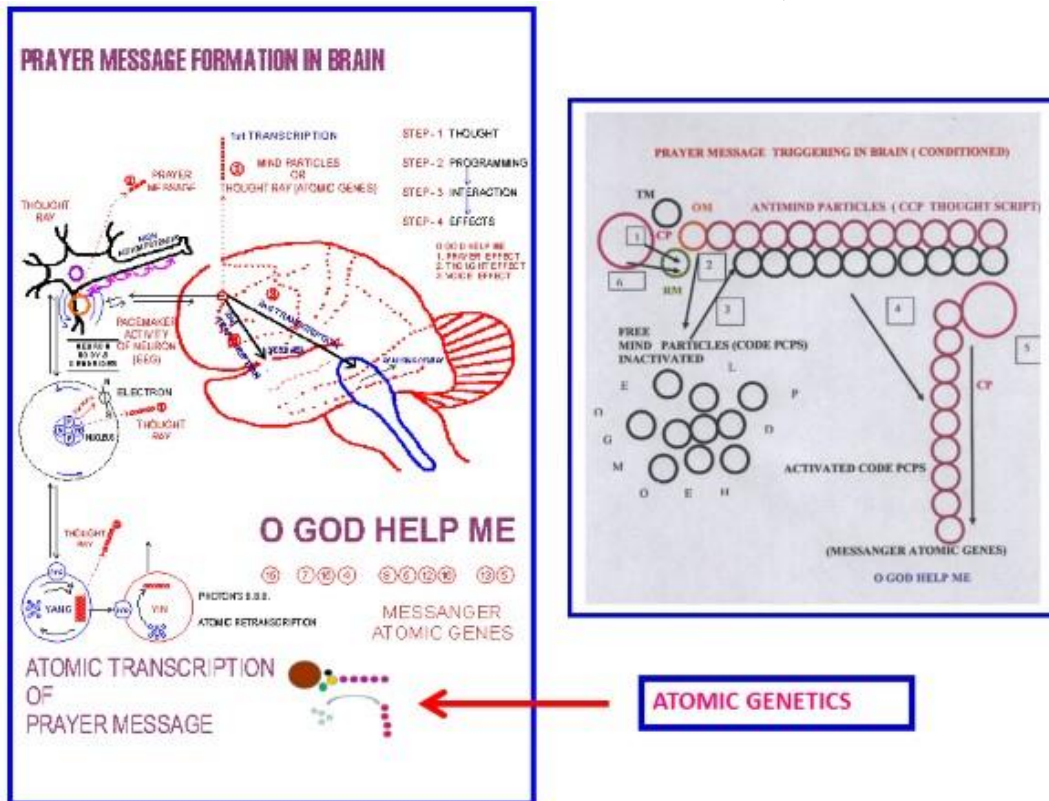 PRAYER MESSAGE FORMATION IN BRAIN
1st TRANSCRIPTION
MIND PARTICLES
OR
THOUGHT RAY (ATOMIC GENES)
STEP - 1 THOUGHT
STEP - 2 PROGRAMMING
STEP - 3 INTERACTION
STEP - 4 EFFECTS
O GOD HELP ME
1. PRAYER EFFECT
2. THOUGHT EFFECT
3. VOICE EFFECT
PRAYER
MESSAGE
THOUGHT
RAY
PACEMAKER
ACTIVITY
OF NEURON
(EEG)
ELECTRON
NUCLEUS
THOUGHT
RAY
THOUGHT
RAY
YANG
YIN
ATOMIC RETRANSCRIPTION
O GOD HELP ME
MESSANGER
ATOMIC GENES
ATOMIC TRANSCRIPTION
OF
PRAYER MESSAGE
PRAYER MESSAGE TRIGGERING IN BRAIN ( CONDITIONED)
TM
OM
ANTIMIND PARTICLES ( CCP THOUGHT SCRIPT)
1
CP
2
6
RM
3
4
5
CP
FREE
MIND PARTICLES (CODE PCPS)
INACTIVATED
L
E
P
O
G
D
M
O
E
H
ACTIVATED CODE PCPS
(MESSANGER ATOMIC GENES)
O GOD HELP ME
ATOMIC GENETICS